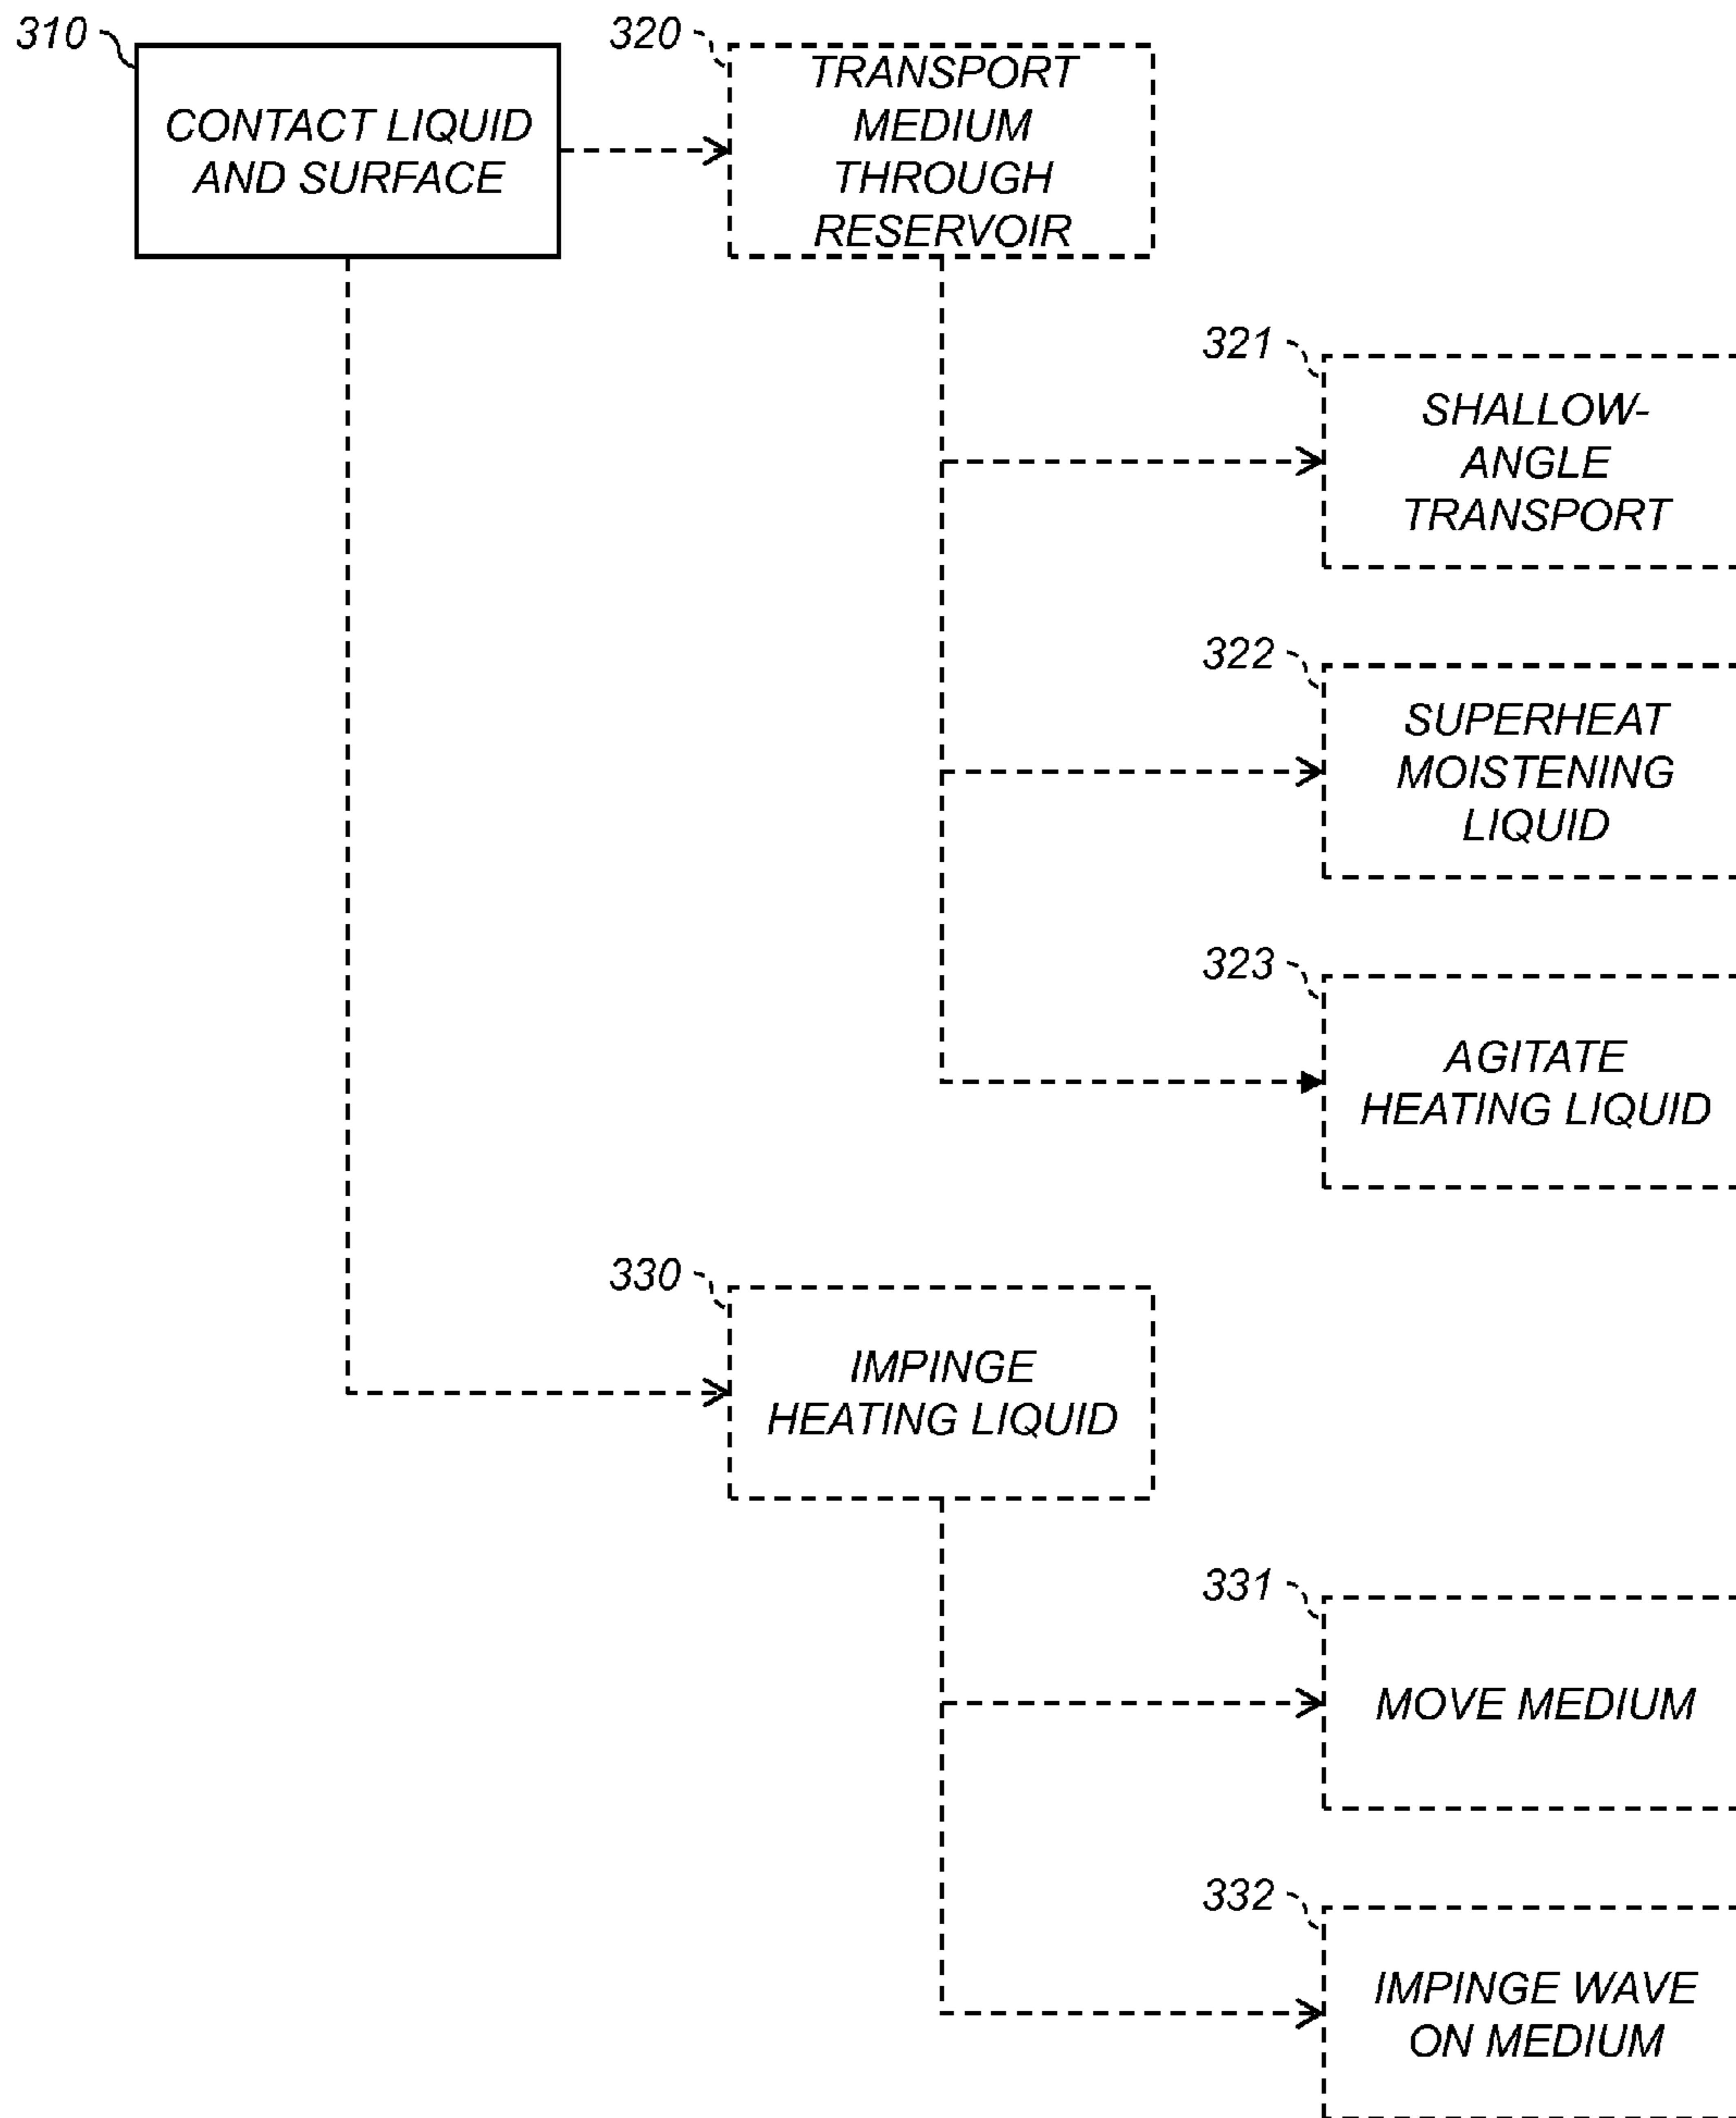 310
CONTACT LIQUID
AND SURFACE
320
TRANSPORT
MEDIUM
THROUGH
RESERVOIR
321
SHALLOW-
ANGLE
TRANSPORT
322
SUPERHEAT
MOISTENING
LIQUID
323
AGITATE
HEATING LIQUID
330
IMPINGE
HEATING LIQUID
331
MOVE MEDIUM
332
IMPINGE WAVE
ON MEDIUM